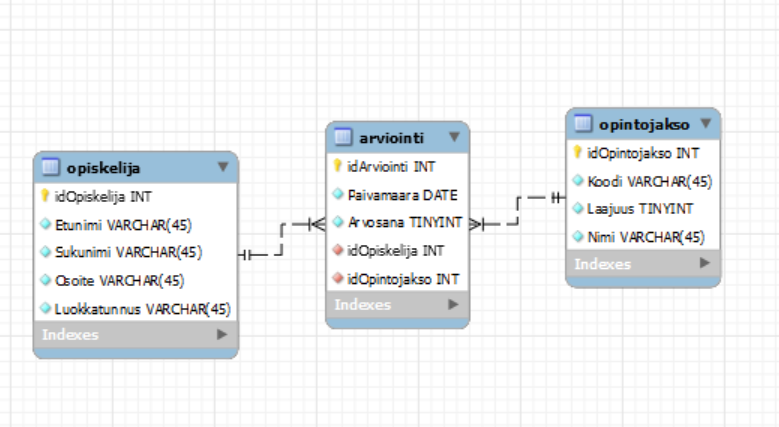 opiskelija
idOpiskelija INT
Etunimi VARCHAR(45)
Sukunimi VARCHAR(45)
Osoite VARCHAR(45)
Luokkatunnus VARCHAR(45)
Indexes
arviointi
idArviointi INT
Paivamaara DATE
Arvosana TINYINT
idOpiskelija INT
idOpintojakso INT
Indexes
opintojakso
idOpintojakso INT
Koodi VARCHAR(45)
Laajuus TINYINT
Nimi VARCHAR(45)
Indexes